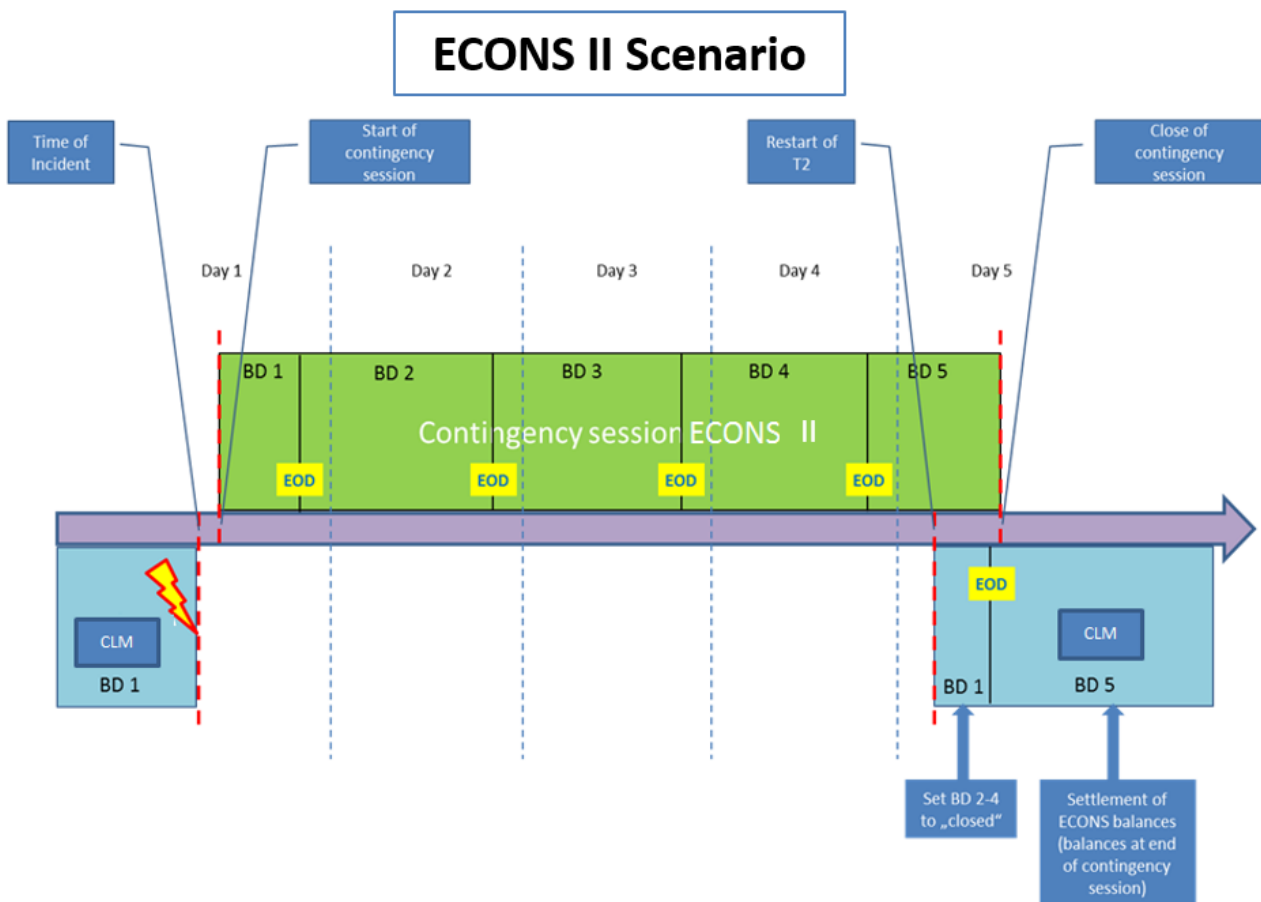 ECONS II Scenario
Time of
Incident
Start of
contingency
session
Restart of
T2
Close of
contingency
session
Day 1
Day 2
Day 3
Day 4
Day 5
BD 1
BD 2
BD 3
BD 4
BD 5
Contingency session ECONS II
EOD
EOD
EOD
EOD
EOD
CLM
BD 1
CLM
BD 1
BD 5
Set BD 2-4
to „closed“
Settlement of
ECONS balances
(balances at end
of contingency
session)